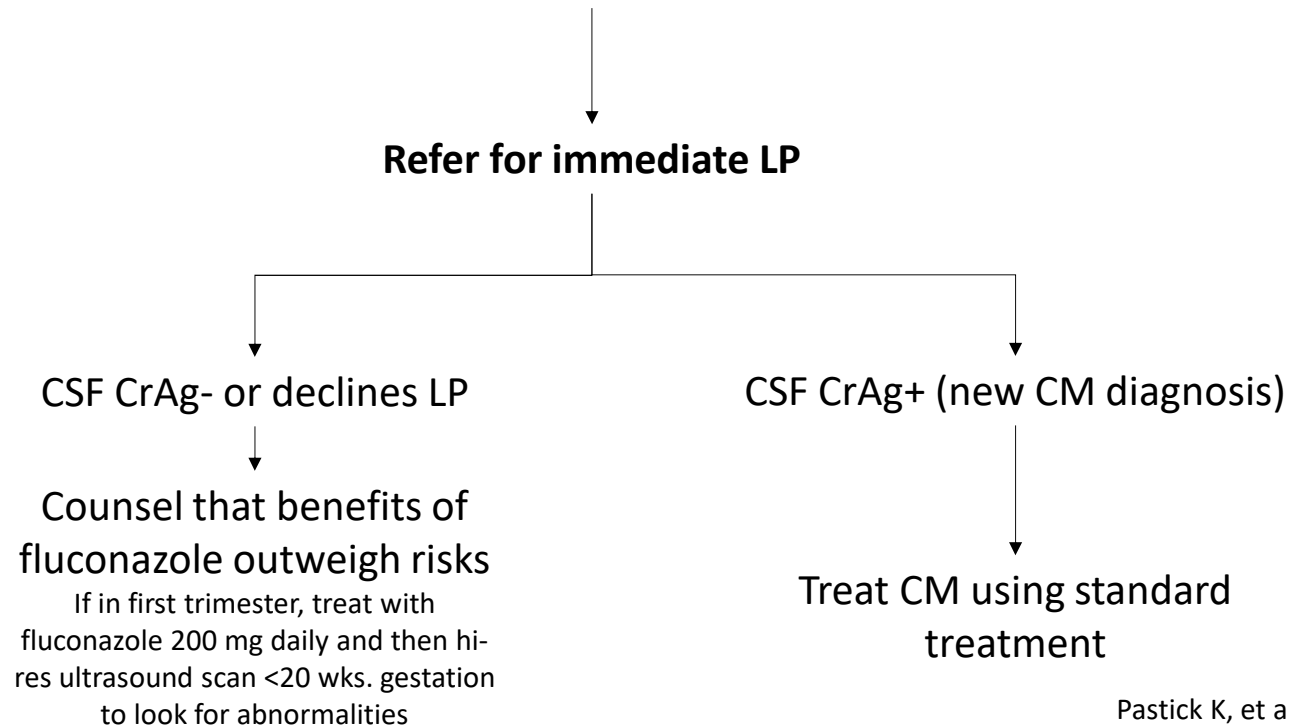 Refer for immediate LP
CSF CrAg- or declines LP
CSF CrAg+ (new CM diagnosis)
Counsel that benefits of
fluconazole outweigh risks
If in first trimester, treat with
fluconazole 200 mg daily and then hi-
res ultrasound scan <20 wks. gestation
to look for abnormalities
Treat CM using standard
treatment
Pastick K, et a